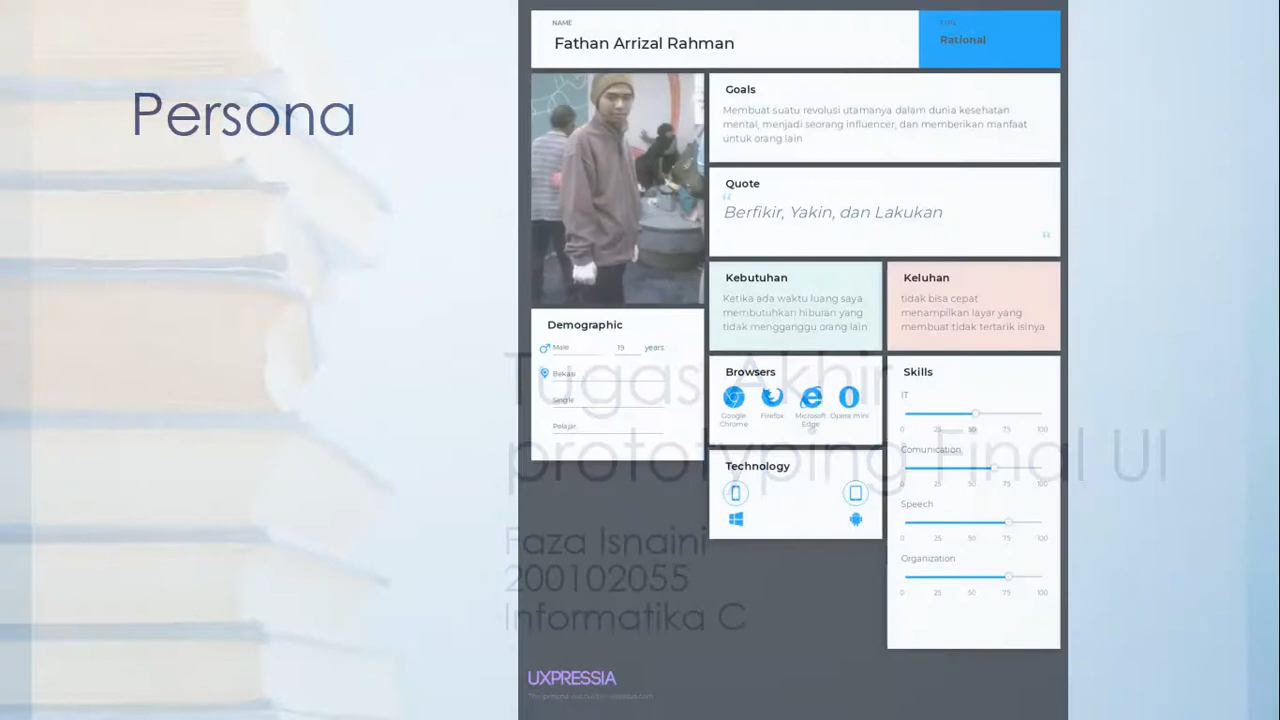 Persona
NAME
Fathan Arrizal Rahman
TYPE
Rational
Goals
Membuat suatu revolusi utamanya dalam dunia kesehatan
mental, menjadi seorang influencer, dan memberikan manfaat
untuk orang lain
Quote
“
Berfikir, Yakin, dan Lakukan
”
Kebutuhan
Ketika ada waktu luang saya
membutuhkan hiburan yang
tidak mengganggu orang lain
Keluhan
tidak bisa cepat
menampilkan layar yang
membuat tidak tertarik isinya
Demographic
Male 19 years
Bekasi
Single
Pelajar
Browsers
Google Chrome
Firefox
Microsoft Edge
Opera mini
Technology
Skills
IT
0 25 50 75 100
Comunication
0 25 50 75 100
Speech
0 25 50 75 100
Organization
0 25 50 75 100
Tugas Akhir
prototyping Final UI
Faza Isnaini
200102055
Informatika C
UXPRESSIA